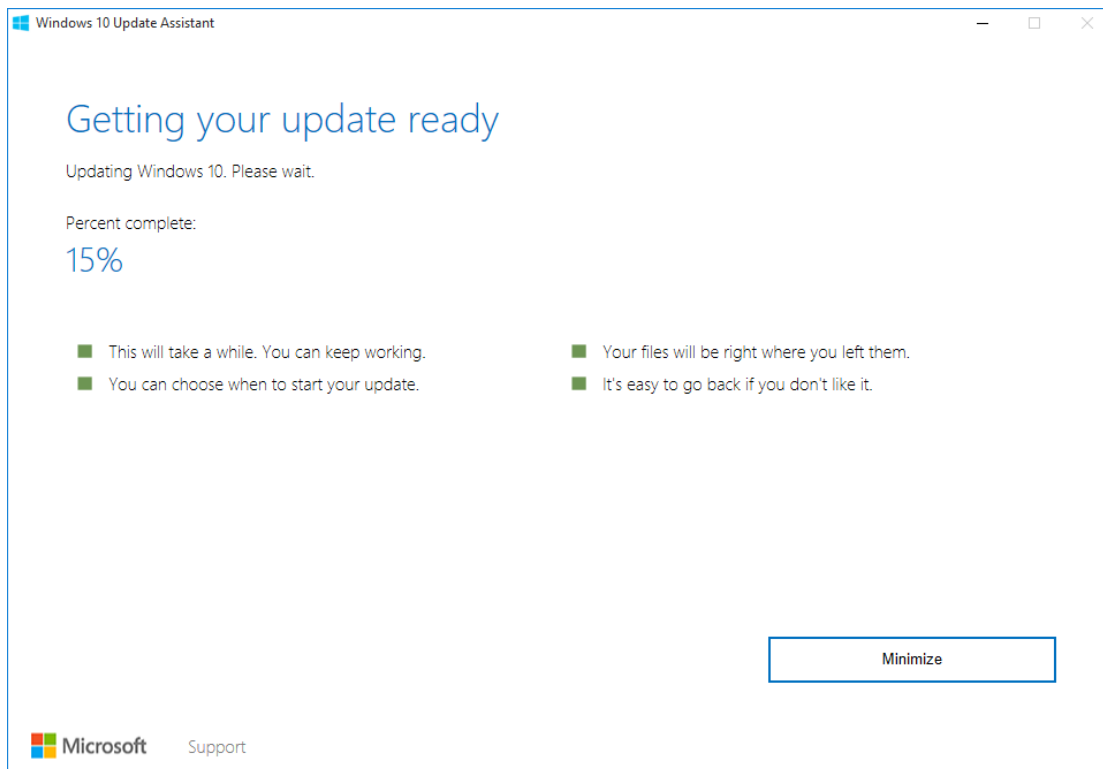 Windows 10 Update Assistant
Getting your update ready
Updating Windows 10. Please wait.
Percent complete:
15%
This will take a while. You can keep working.
Your files will be right where you left them.
You can choose when to start your update.
It's easy to go back if you don't like it.
Minimize
Microsoft Support